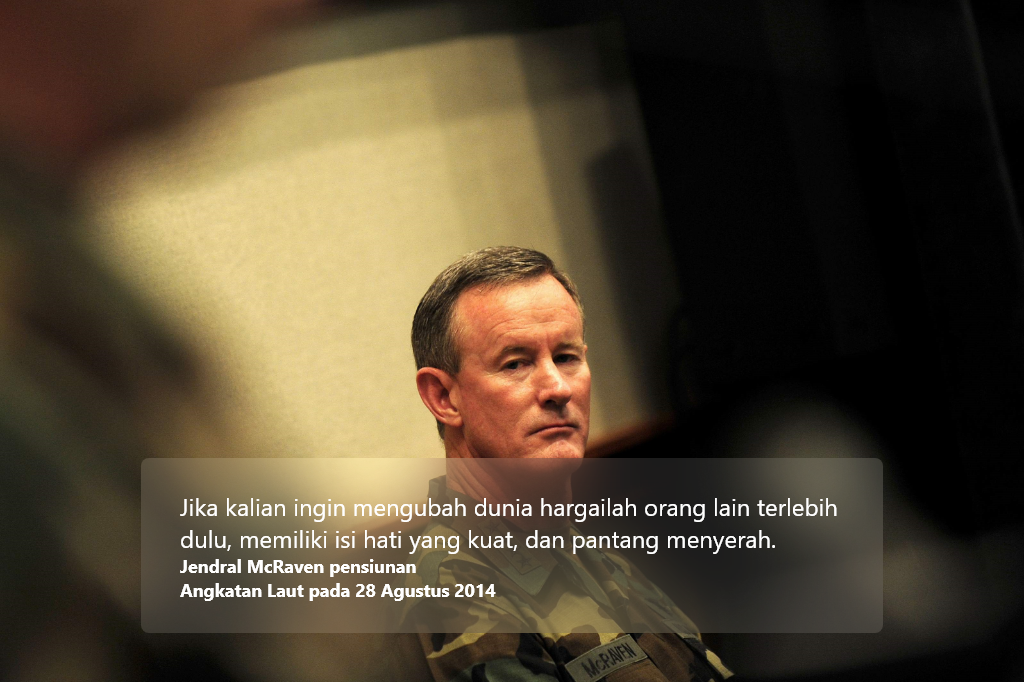 Jika kalian ingin mengubah dunia hargailah orang lain terlebih
dulu, memiliki isi hati yang kuat, dan pantang menyerah.
Jendral McRaven pensiunan
Angkatan Laut pada 28 Agustus 2014
McRAVEN